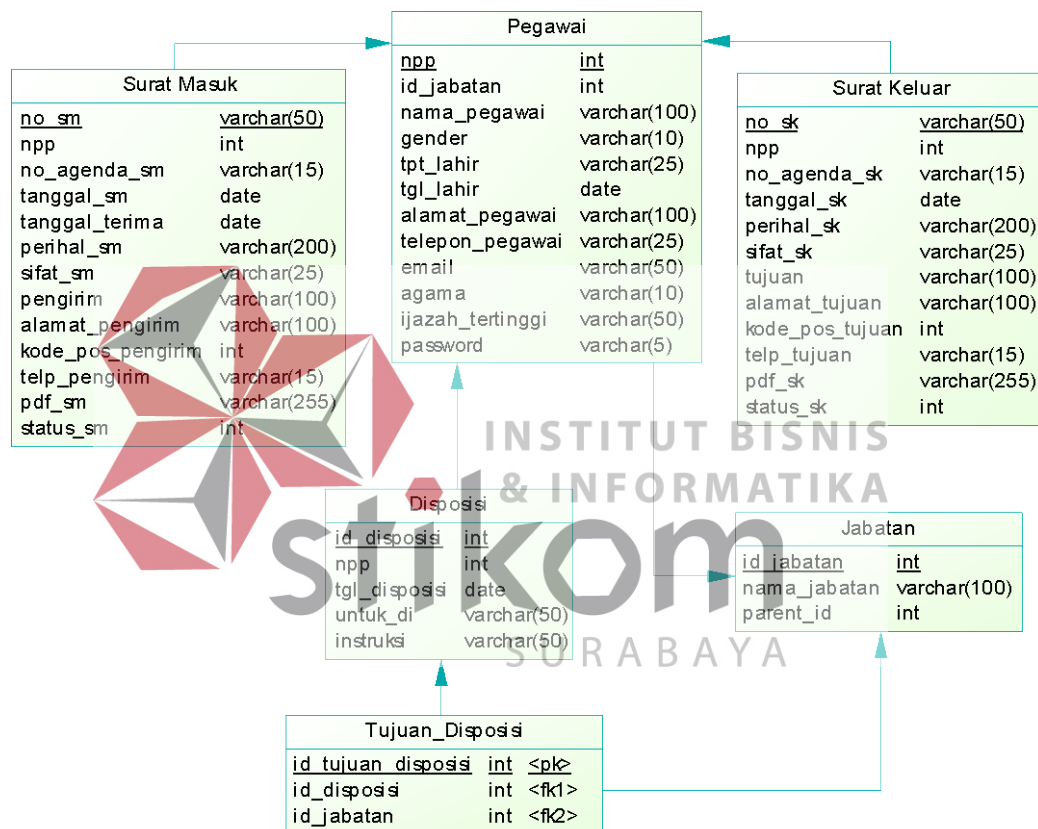 Pegawai
npp int
id_jabatan int
nama_pegawai varchar(100)
gender varchar(10)
tpt_lahir varchar(25)
tgl_lahir date
alamat_pegawai varchar(100)
telepon_pegawai varchar(25)
email varchar(50)
agama varchar(10)
ijazah_tertinggi varchar(50)
password varchar(5)
Surat Masuk
no_sm varchar(50)
npp int
no_agenda_sm varchar(15)
tanggal_sm date
tanggal_terima date
perihal_sm varchar(200)
sifat_sm varchar(25)
pengirim varchar(100)
alamat_pengirim varchar(100)
kode_pos_pengirim int
telp_pengirim varchar(15)
pdf_sm varchar(255)
status_sm int
Surat Keluar
no_sk varchar(50)
npp int
no_agenda_sk varchar(15)
tanggal_sk date
perihal_sk varchar(200)
sifat_sk varchar(25)
tujuan varchar(100)
alamat_tujuan varchar(100)
kode_pos_tujuan int
telp_tujuan varchar(15)
pdf_sk varchar(255)
status_sk int
INSTITUT BISNIS
& INFORMATIKA
stikom
SURABAYA
Disposisi
id_disposisi int
npp int
tgl_disposisi date
untuk_di varchar(50)
instruksi varchar(50)
Jabatan
id_jabatan int
nama_jabatan varchar(100)
parent_id int
Tujuan_Disposisi
id_tujuan_disposisi int <pk>
id_disposisi int <fk1>
id_jabatan int <fk2>